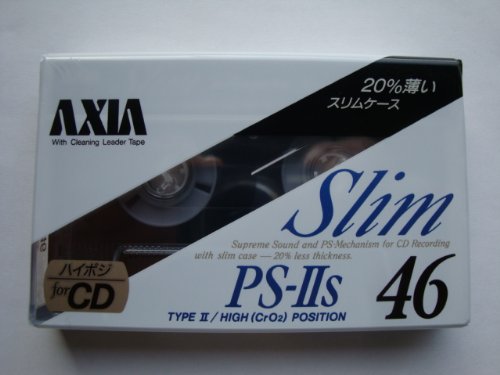 20%薄い
スリムケース
AXIA
With Cleaning Leader Tape
Slim
Supreme Sound and PS-Mechanism for CD Recording
with slim case — 20% less thickness.
ハイポジ
for CD
PS-IIs 46
TYPE II / HIGH (CrO2) POSITION